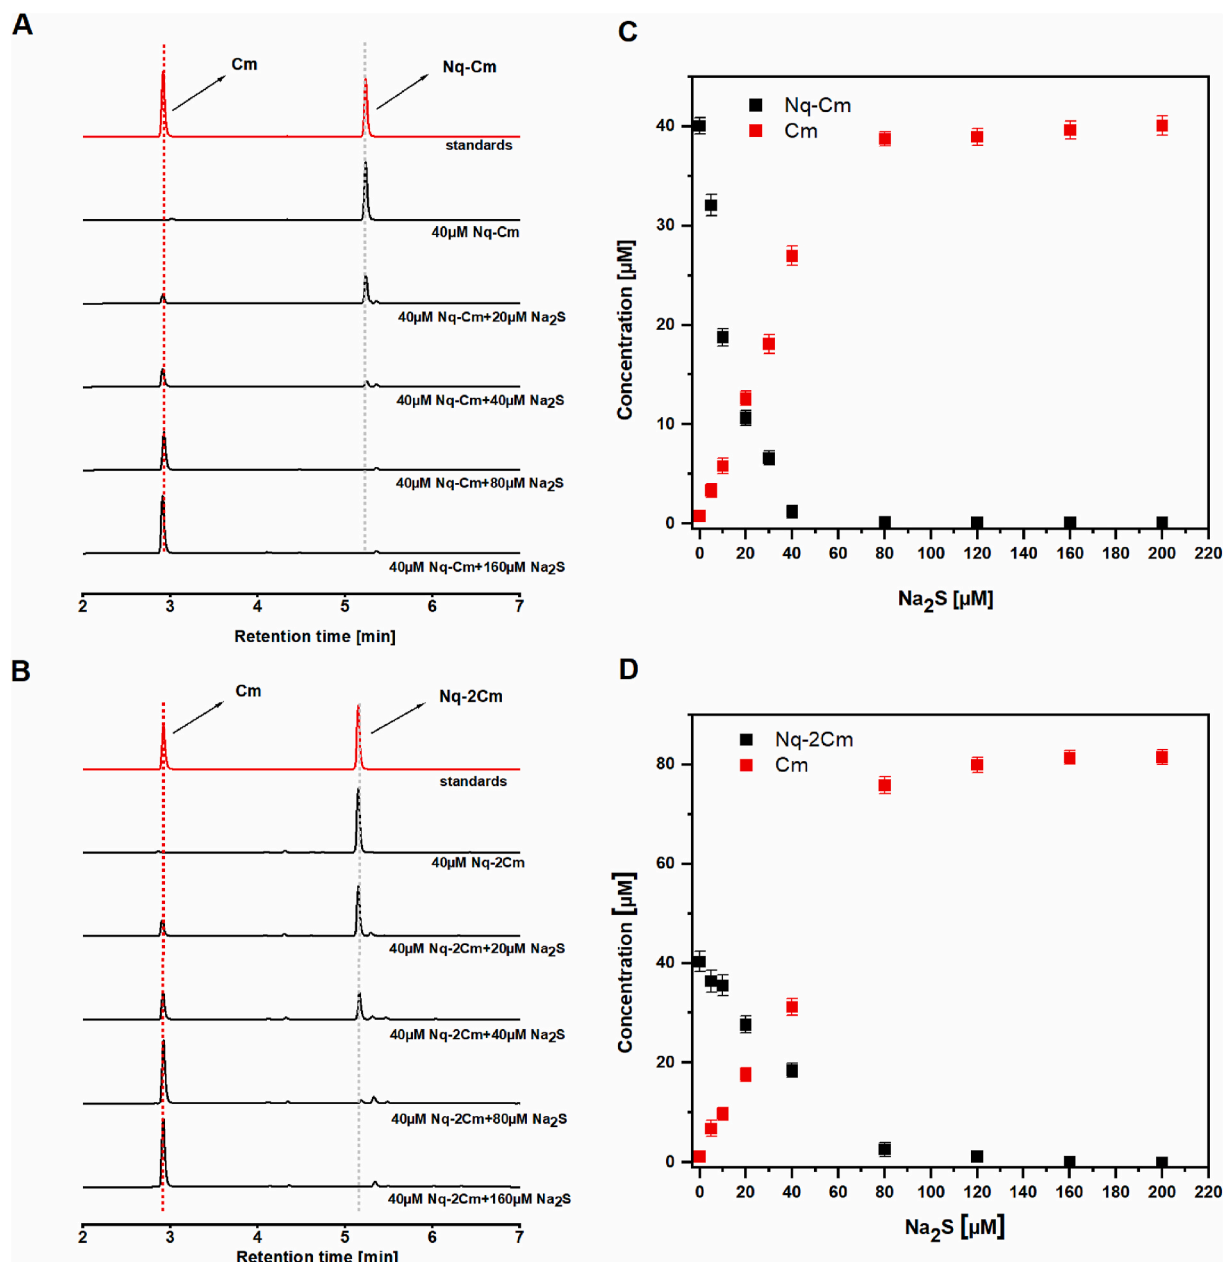 A
Cm
Nq-Cm
standards
40μM Nq-Cm
40μM Nq-Cm+20μM Na2S
40μM Nq-Cm+40μM Na2S
40μM Nq-Cm+80μM Na2S
40μM Nq-Cm+160μM Na2S
2 3 4 5 6 7
Retention time [min]
C
Nq-Cm
Cm
40
30
20
10
0
Concentration [μM]
0 20 40 60 80 100 120 140 160 180 200 220
Na2S [μM]
B
Cm
Nq-2Cm
standards
40μM Nq-2Cm
40μM Nq-2Cm+20μM Na2S
40μM Nq-2Cm+40μM Na2S
40μM Nq-2Cm+80μM Na2S
40μM Nq-2Cm+160μM Na2S
2 3 4 5 6 7
Retention time [min]
D
Nq-2Cm
Cm
80
60
40
20
0
Concentration [μM]
0 20 40 60 80 100 120 140 160 180 200 220
Na2S [μM]